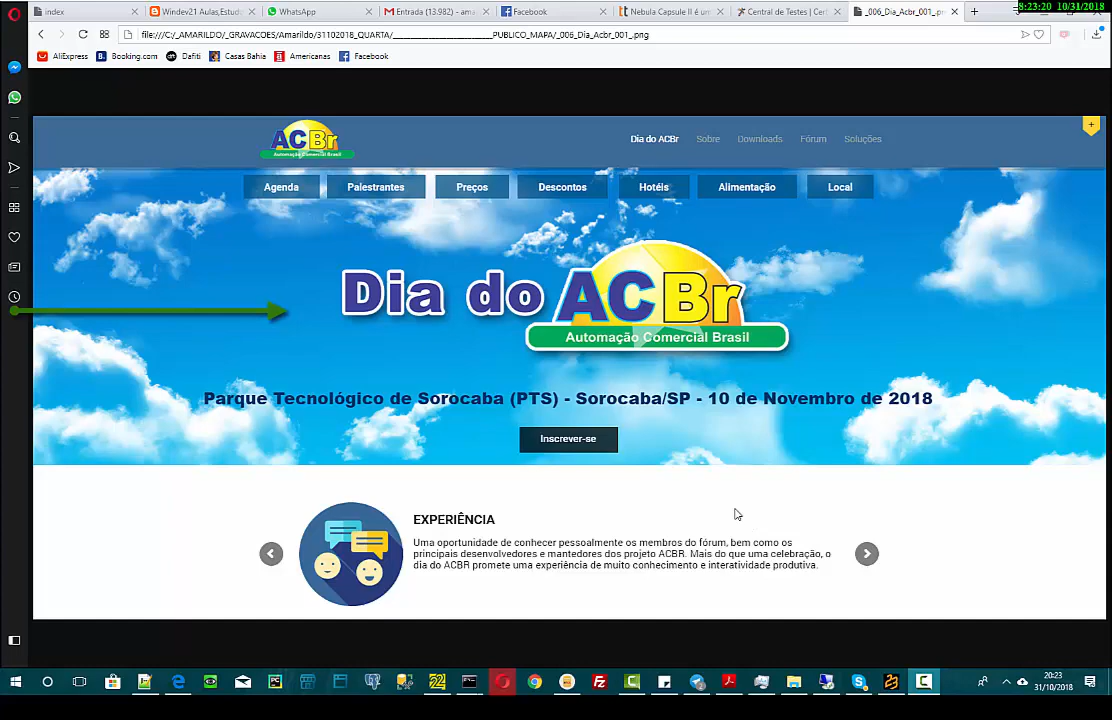 8:23:20 10/31/2018
index
Windev21 Aulas,Estudo
WhatsApp
Entrada (13.982) - ama
Facebook
Nebula Capsule II é um
Central de Testes | Cert
_006_Dia_Acbr_001_.pn
file:///C:/_AMARILDO/_GRAVACOES/Amarildo/31102018_QUARTA/_______________________PUBLICO_MAPA/_006_Dia_Acbr_001_.png
AliExpress
Booking.com
Dafiti
Casas Bahia
Americanas
Facebook
ACBr
Automação Comercial Brasil
Dia do ACBr
Sobre
Downloads
Fórum
Soluções
Agenda
Palestrantes
Preços
Descontos
Hotéis
Alimentação
Local
Dia do ACBr
Automação Comercial Brasil
Parque Tecnológico de Sorocaba (PTS) - Sorocaba/SP - 10 de Novembro de 2018
Inscrever-se
EXPERIÊNCIA
Uma oportunidade de conhecer pessoalmente os membros do fórum, bem como os
principais desenvolvedores e mantedores dos projeto ACBR. Mais do que uma celebração, o
dia do ACBR promete uma experiência de muito conhecimento e interatividade produtiva.
20:23
31/10/2018